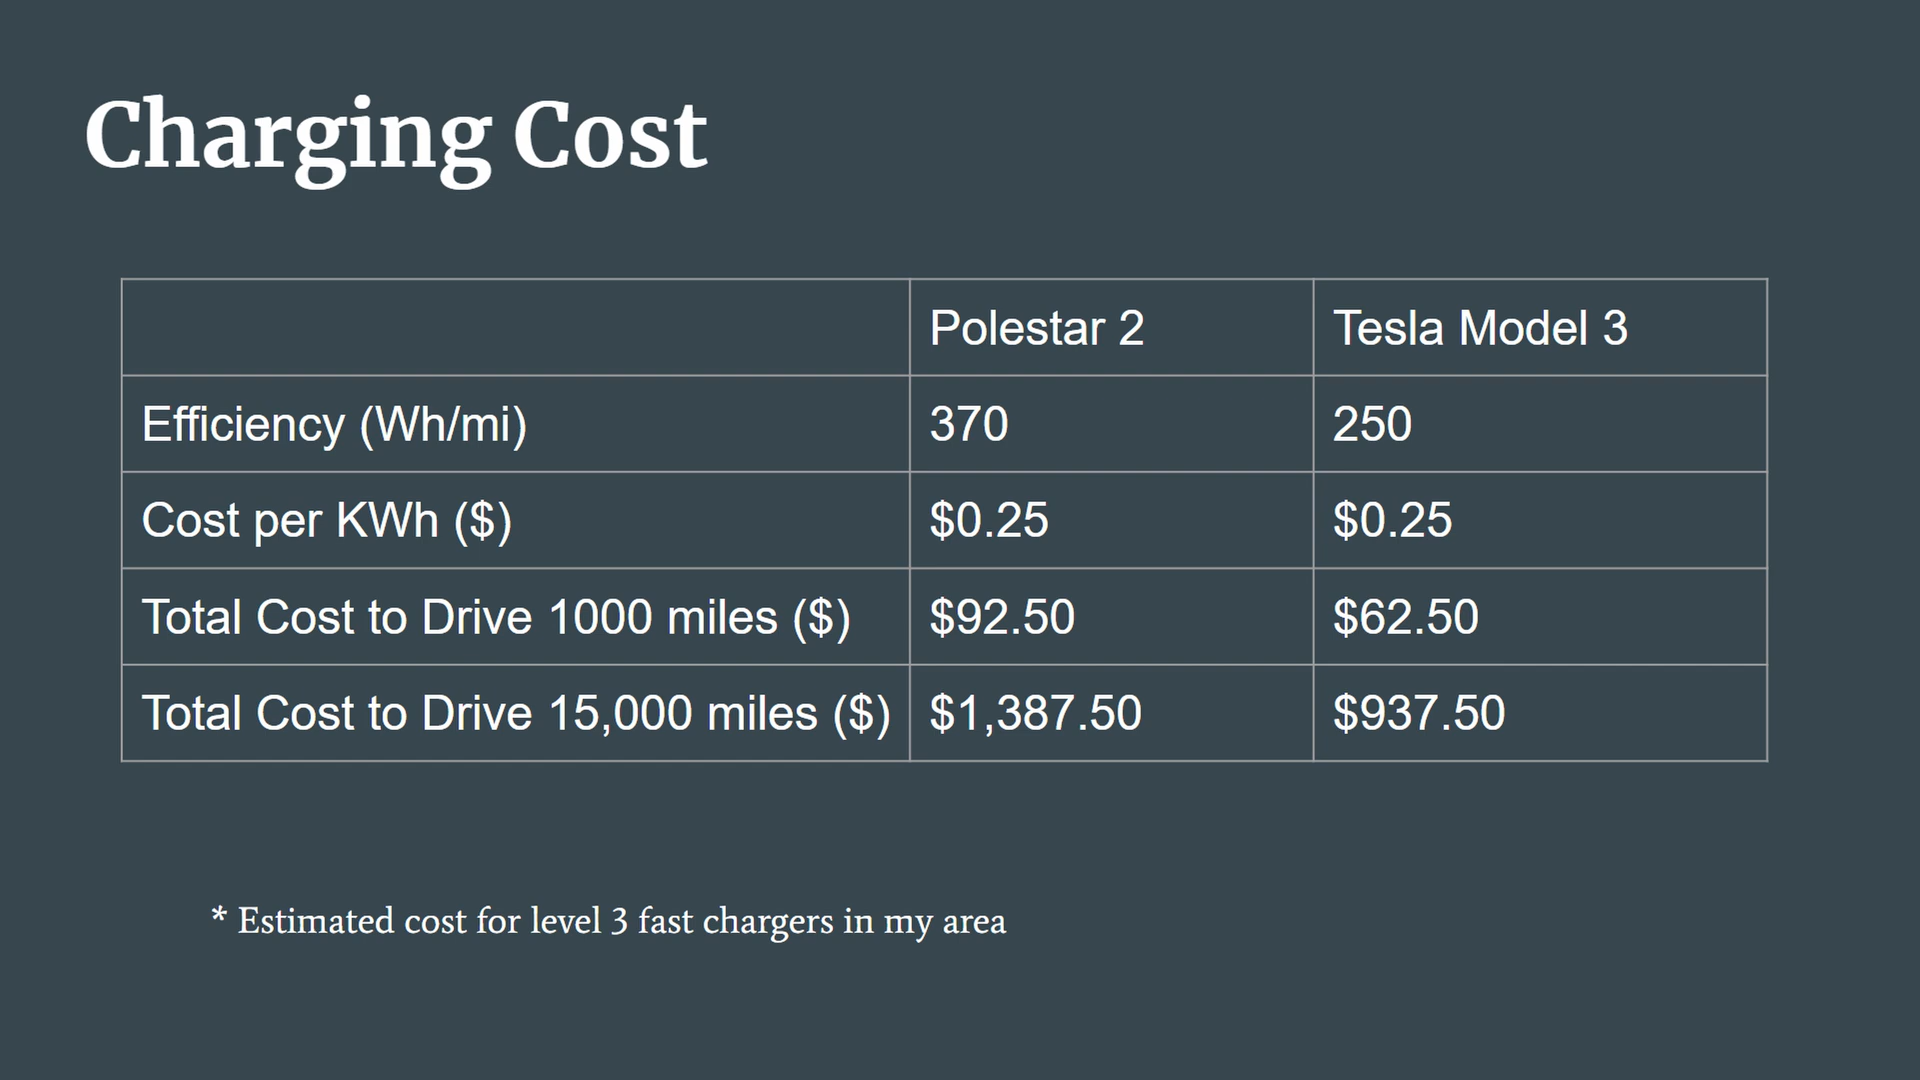 Charging Cost
Polestar 2 Tesla Model 3
Efficiency (Wh/mi) 370 250
Cost per KWh ($) $0.25 $0.25
Total Cost to Drive 1000 miles ($) $92.50 $62.50
Total Cost to Drive 15,000 miles ($) $1,387.50 $937.50
* Estimated cost for level 3 fast chargers in my area